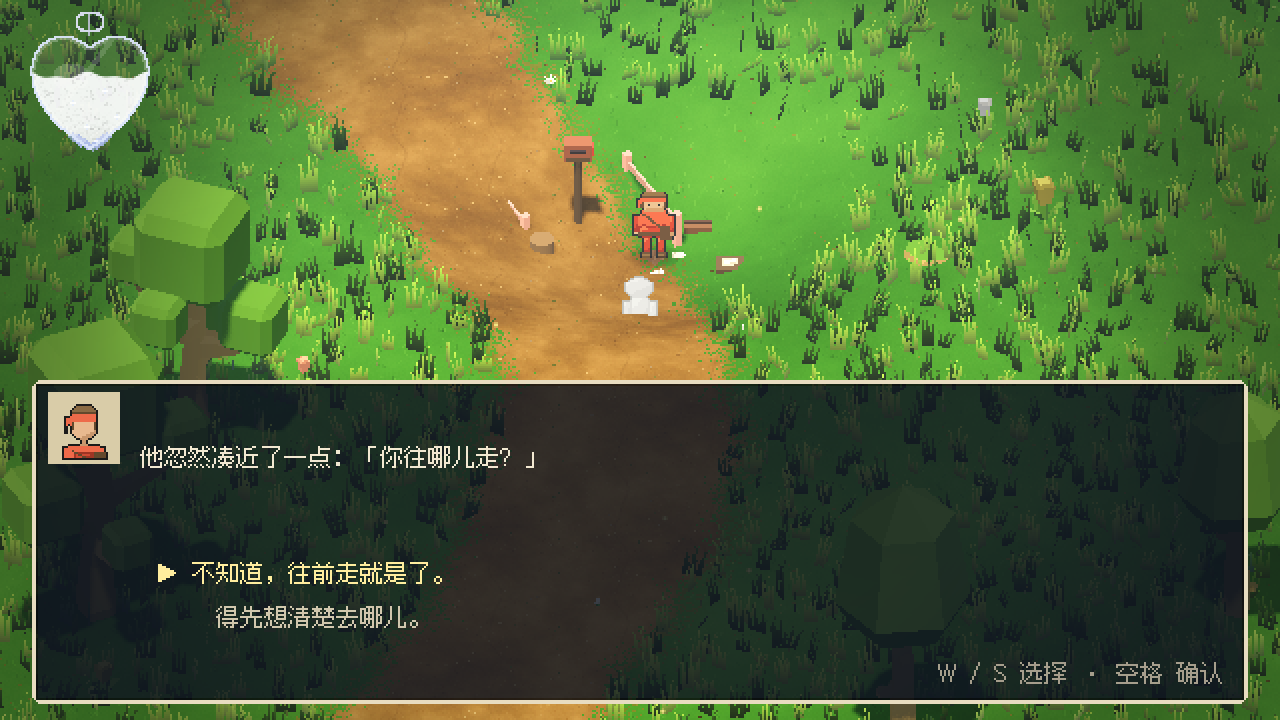 他忽然凑近了一点：「你往哪儿走？」
▶ 不知道，往前走就是了。
得先想清楚去哪儿。
W / S 选择 · 空格 确认